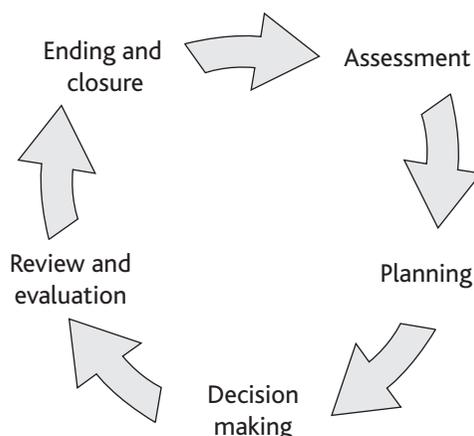 Ending and
closure
Assessment
Planning
Decision
making
Review and
evaluation